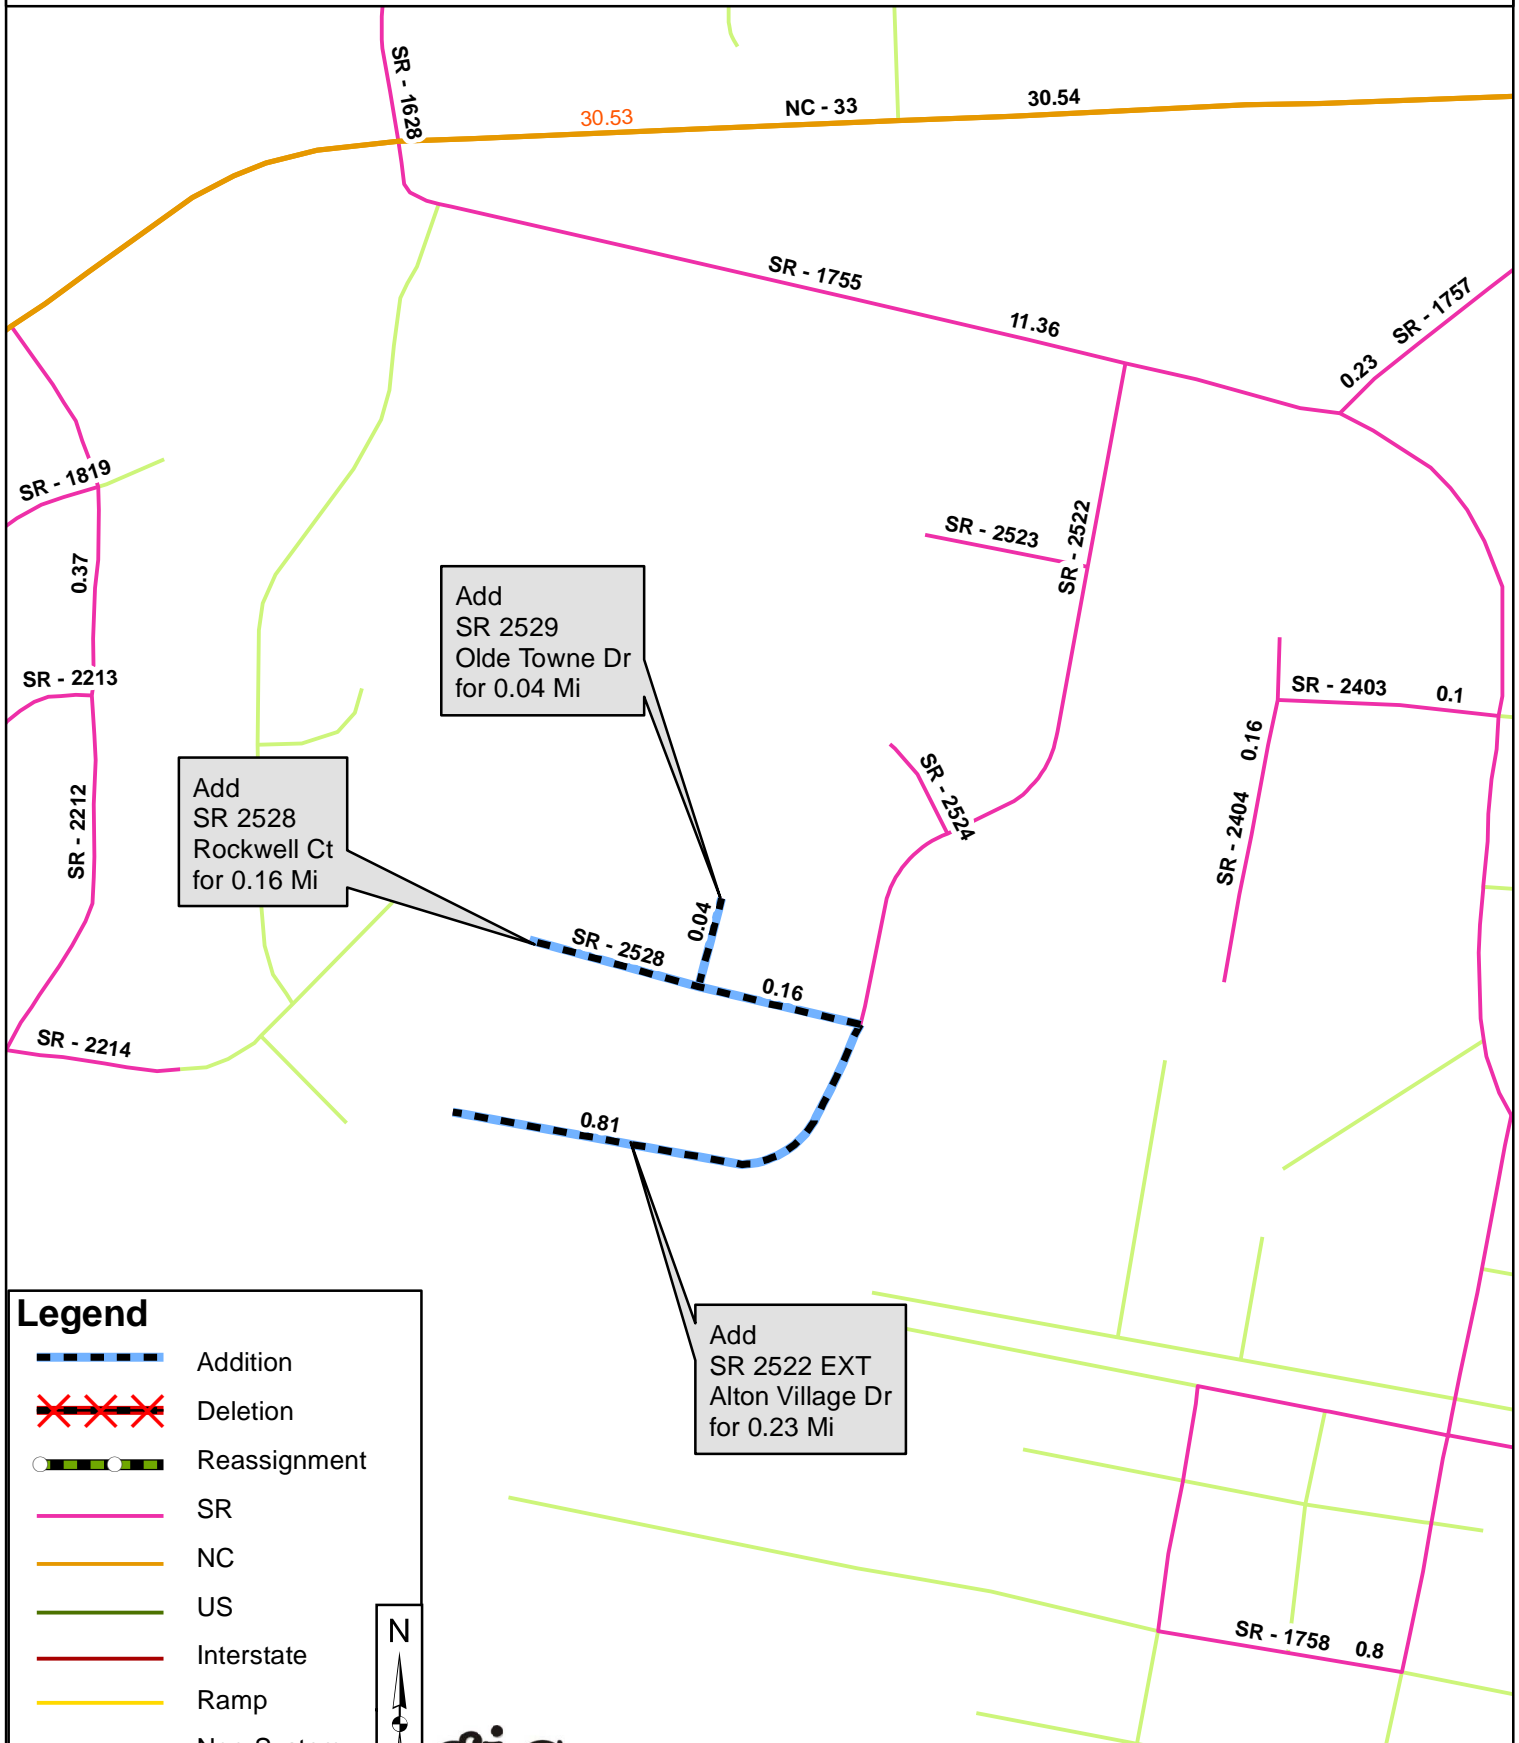 SR - 1628
30.53
NC - 33
30.54
SR - 1755
11.36
SR - 1757
0.23
SR - 1819
0.37
SR - 2523
SR - 2522
Add
SR 2529
Olde Towne Dr
for 0.04 Mi
SR - 2213
SR - 2403
0.1
0.16
SR - 2404
SR - 2524
SR - 2212
Add
SR 2528
Rockwell Ct
for 0.16 Mi
0.04
SR - 2528
0.16
SR - 2214
0.81
Add
SR 2522 EXT
Alton Village Dr
for 0.23 Mi
SR - 1758
0.8
Legend
Addition
Deletion
Reassignment
SR
NC
US
Interstate
Ramp
N